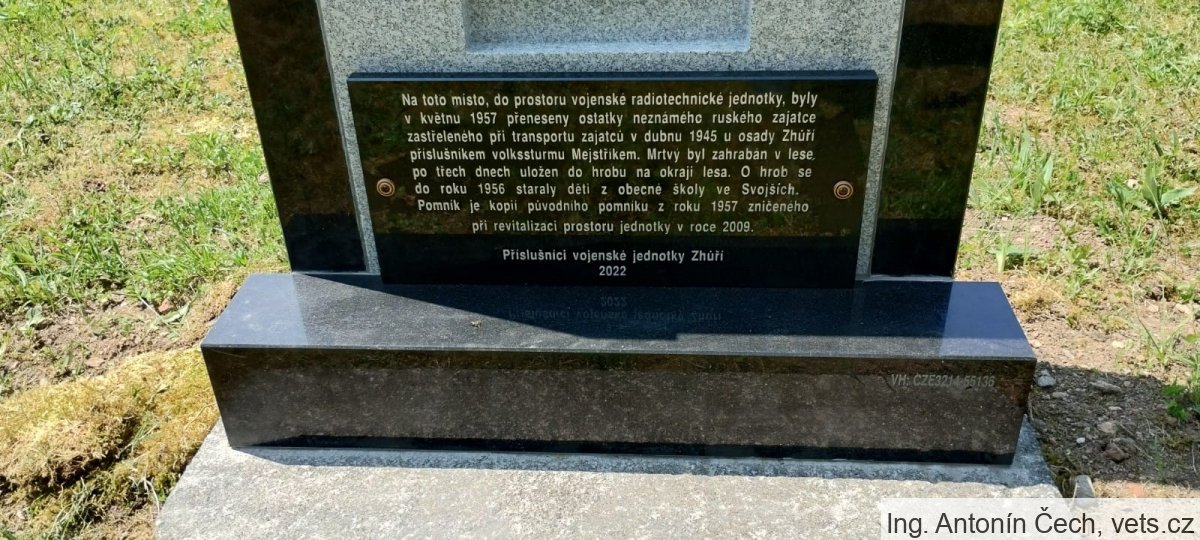 Na toto místo, do prostoru vojenské radiotechnické jednotky, byly
v květnu 1957 přeneseny ostatky neznámého ruského zajatce
zastřeleného při transportu zajatců v dubnu 1945 u osady Zhůří
příslušníkem volkssturmu Mejstříkem. Mrtvý byl zahrabán v lese,
po třech dnech uložen do hrobu na okraji lesa. O hrob se
do roku 1956 staraly děti z obecné školy ve Svojších.
Pomník je kopií původního pomníku z roku 1957 zničeného
při revitalizaci prostoru jednotky v roce 2009.
Příslušníci vojenské jednotky Zhůří
2022
VH: CZE3214-56136
Ing. Antonín Čech, vets.cz